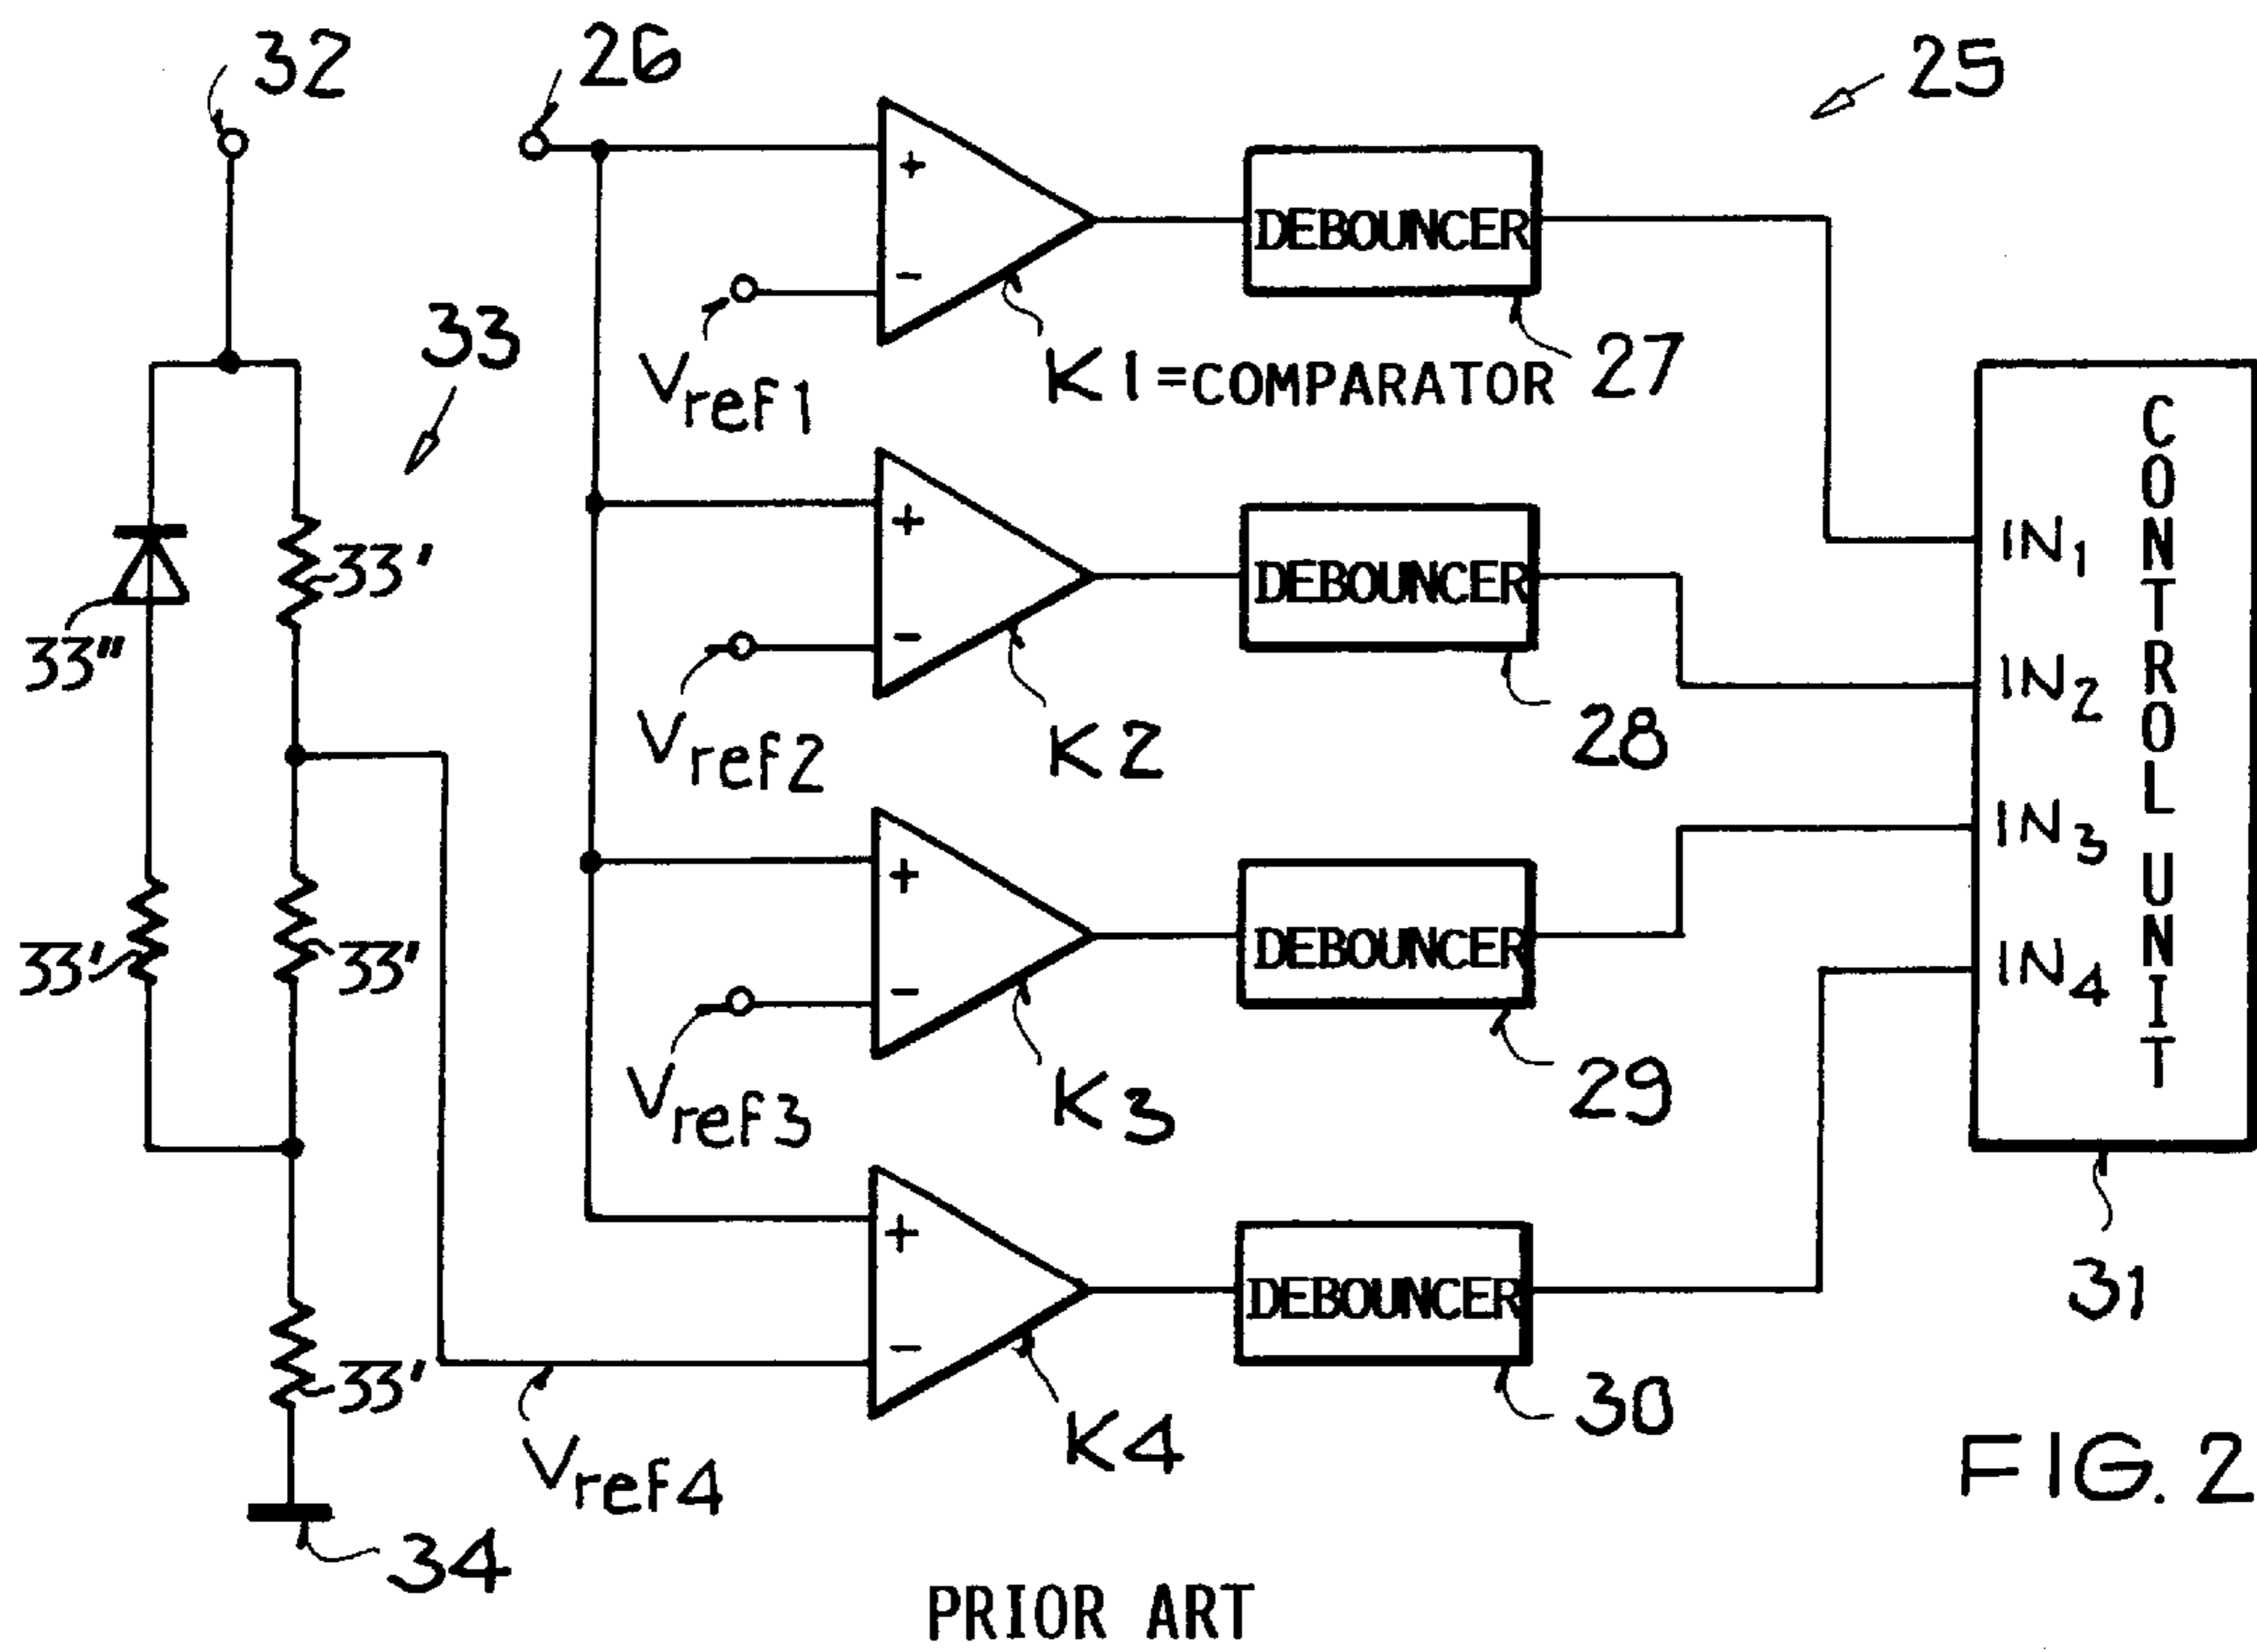 32
26
25
+
DEBOUNCER
-
33
Vref1
K1=COMPARATOR
27
CONTROL UNIT
+
33'
DEBOUNCER
IN1
33"
-
Vref2
K2
28
IN2
+
33'
33'
DEBOUNCER
IN3
-
Vref3
K3
29
IN4
+
DEBOUNCER
31
33'
-
Vref4
K4
30
FIG. 2
34
PRIOR ART